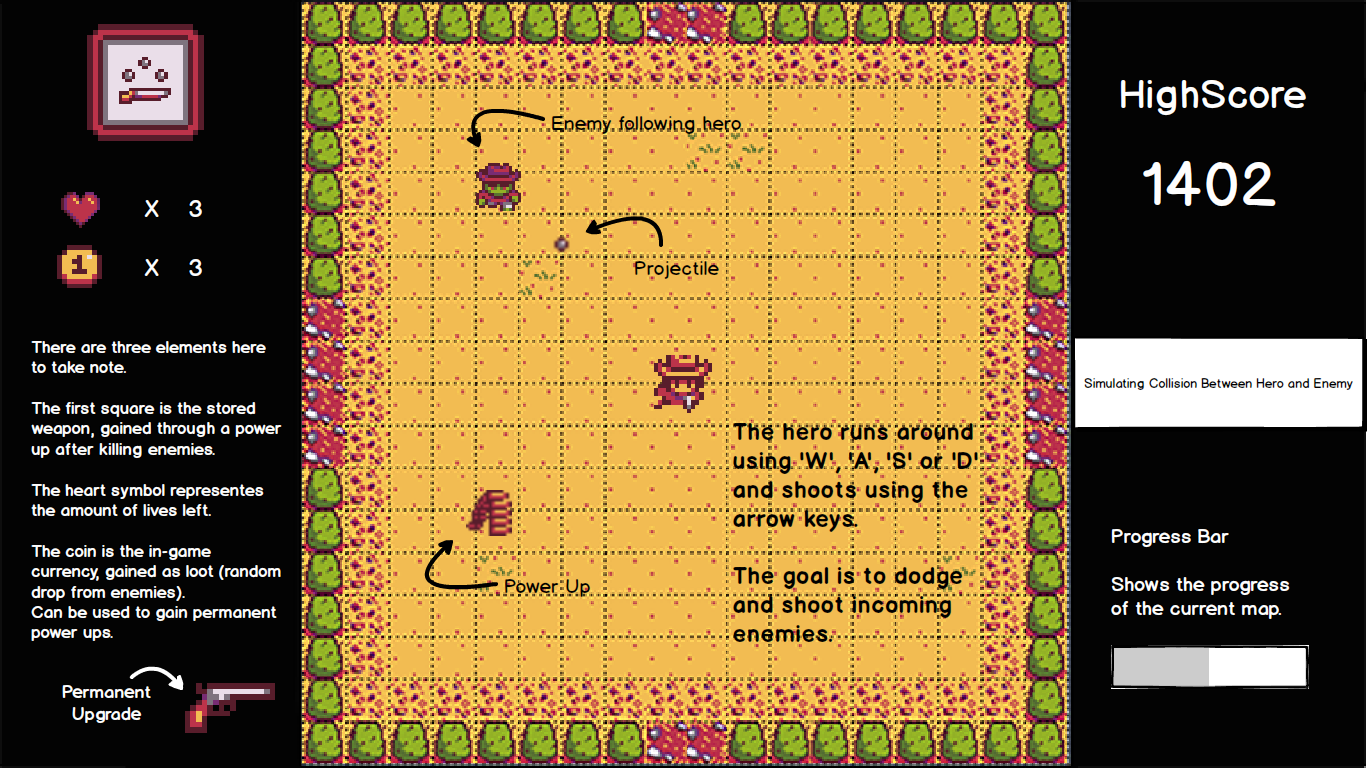 X 3
1
X 3
There are three elements here
to take note.
The first square is the stored
weapon, gained through a power
up after killing enemies.
The heart symbol representes
the amount of lives left.
The coin is the in-game
currency, gained as loot (random
drop from enemies).
Can be used to gain permanent
power ups.
Permanent
Upgrade
Enemy following hero
Projectile
The hero runs around
using 'W', 'A', 'S' or 'D'
and shoots using the
arrow keys.
The goal is to dodge
and shoot incoming
enemies.
Power Up
HighScore
1402
Simulating Collision Between Hero and Enemy
Progress Bar
Shows the progress
of the current map.